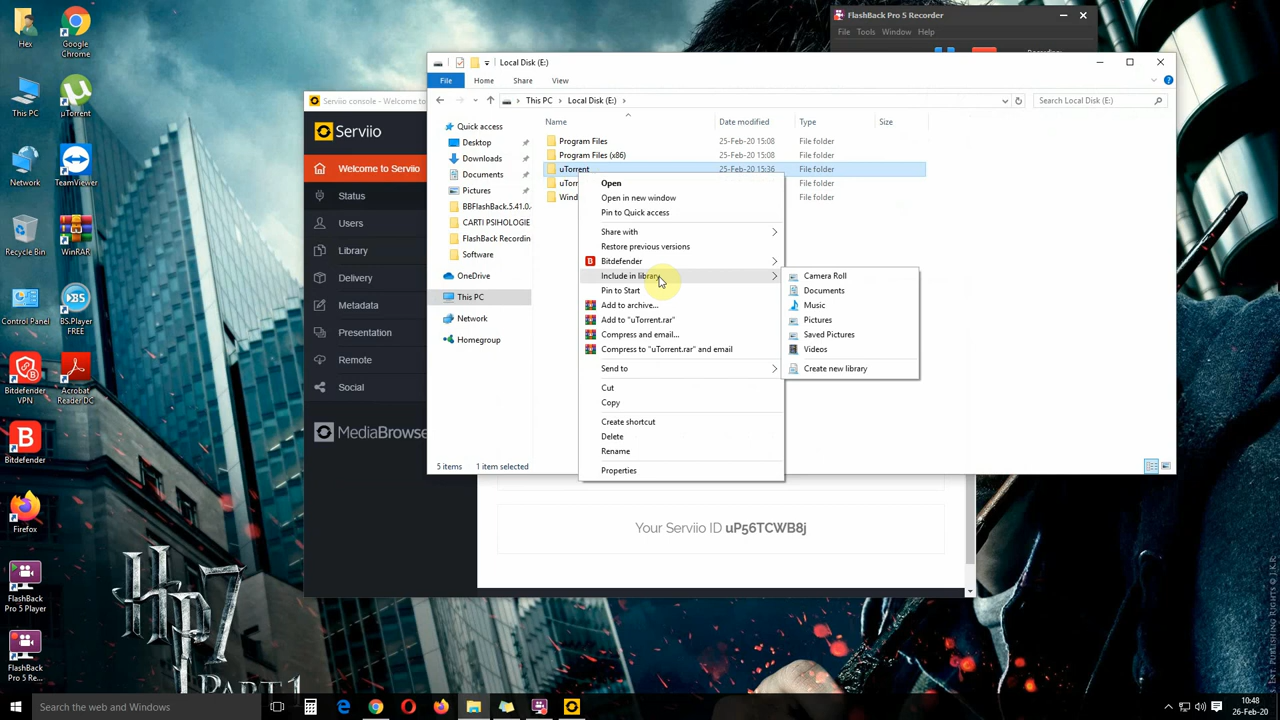 Hex
Google
Chrome
This PC
uTorrent
Network
TeamViewer
Recycle Bin
WinRAR
Control Panel
BS.Player
FREE
Bitdefender
VPN
Acrobat
Reader DC
Bitdefender
Firefox
FlashBack
Pro 5 Player
FlashBack
Pro 5 Re...
FlashBack Pro 5 Recorder
File Tools Window Help
Serviio console - Welcome to
Serviio
Welcome to Serviio
Status
Users
Library
Delivery
Metadata
Presentation
Remote
Social
MediaBrowse
Your Serviio ID uP56TCWB8j
Local Disk (E:)
File Home Share View
This PC > Local Disk (E:) >
Search Local Disk (E:)
Name Date modified Type Size
Quick access
Desktop
Downloads
Documents
Pictures
BBFlashBack.5.41.0.
CARTI PSIHOLOGIE
FlashBack Recordin
Software
OneDrive
This PC
Network
Homegroup
Program Files 25-Feb-20 15:08 File folder
Program Files (x86) 25-Feb-20 15:08 File folder
uTorrent 25-Feb-20 15:36 File folder
uTorr File folder
Wind File folder
5 items 1 item selected
Open
Open in new window
Pin to Quick access
Share with
Restore previous versions
Bitdefender
Include in library
Pin to Start
Add to archive...
Add to "uTorrent.rar"
Compress and email...
Compress to "uTorrent.rar" and email
Send to
Cut
Copy
Create shortcut
Delete
Rename
Properties
Camera Roll
Documents
Music
Pictures
Saved Pictures
Videos
Create new library
HP7
PART 1
Search the web and Windows
10:48
26-Feb-20